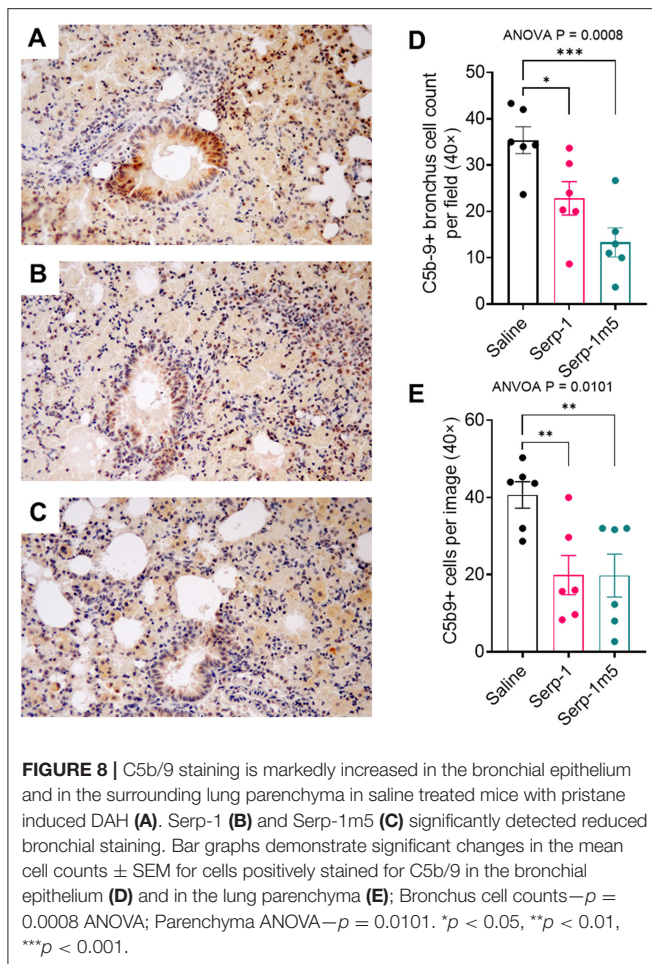 A
B
C
D
ANOVA P = 0.0008
***
*
50
40
30
20
10
0
C5b-9+ bronchus cell count
per field (40×)
Saline
Serp-1
Serp-1m5
E
ANVOA P = 0.0101
**
**
60
40
20
0
C5b9+ cells per image (40×)
Saline
Serp-1
Serp-1m5
FIGURE 8 | C5b/9 staining is markedly increased in the bronchial epithelium
and in the surrounding lung parenchyma in saline treated mice with pristane
induced DAH (A). Serp-1 (B) and Serp-1m5 (C) significantly detected reduced
bronchial staining. Bar graphs demonstrate significant changes in the mean
cell counts ± SEM for cells positively stained for C5b/9 in the bronchial
epithelium (D) and in the lung parenchyma (E); Bronchus cell counts—p =
0.0008 ANOVA; Parenchyma ANOVA—p = 0.0101. *p < 0.05, **p < 0.01,
***p < 0.001.